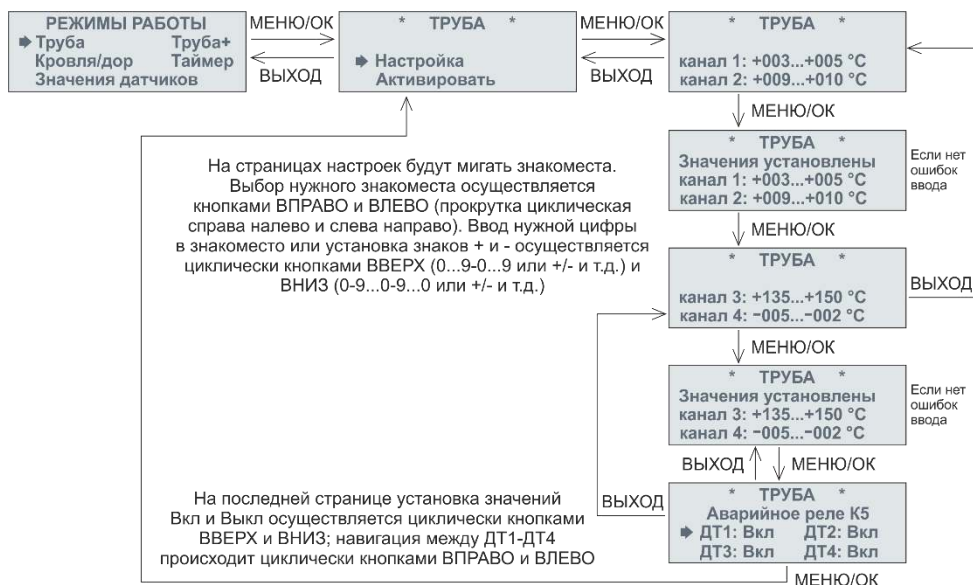 РЕЖИМЫ РАБОТЫ
Труба Труба+
Кровля/дор Таймер
Значения датчиков
МЕНЮ/ОК
ВЫХОД
* ТРУБА *
Настройка
Активировать
МЕНЮ/ОК
ВЫХОД
* ТРУБА *
канал 1: +003...+005 °C
канал 2: +009...+010 °C
МЕНЮ/ОК
* ТРУБА *
Значения установлены
канал 1: +003...+005 °C
канал 2: +009...+010 °C
Если нет
ошибок
ввода
На страницах настроек будут мигать знакоместа.
Выбор нужного знакоместа осуществляется
кнопками ВПРАВО и ВЛЕВО (прокрутка циклическая
справа налево и слева направо). Ввод нужной цифры
в знакоместо или установка знаков + и - осуществляется
циклически кнопками ВВЕРХ (0...9-0...9 или +/- и т.д.) и
ВНИЗ (0-9...0-9...0 или +/- и т.д.)
МЕНЮ/ОК
* ТРУБА *
канал 3: +135...+150 °C
канал 4: -005...-002 °C
ВЫХОД
МЕНЮ/ОК
* ТРУБА *
Значения установлены
канал 3: +135...+150 °C
канал 4: -005...-002 °C
Если нет
ошибок
ввода
ВЫХОД
МЕНЮ/ОК
На последней странице установка значений
Вкл и Выкл осуществляется циклически кнопками
ВВЕРХ и ВНИЗ; навигация между ДТ1-ДТ4
происходит циклически кнопками ВПРАВО и ВЛЕВО
ВЫХОД
* ТРУБА *
Аварийное реле К5
ДТ1: Вкл ДТ2: Вкл
ДТ3: Вкл ДТ4: Вкл
МЕНЮ/ОК